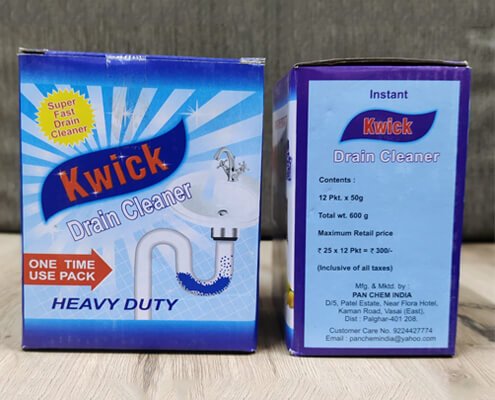 Super
Fast
Drain
Cleaner
Kwick
Drain Cleaner
ONE TIME
USE PACK
HEAVY DUTY
Instant
Kwick
Drain Cleaner
Contents :
12 Pkt. x 50g
Total wt. 600 g
Maximum Retail price
₹ 25 x 12 Pkt = ₹ 300/-
(Inclusive of all taxes)
Mfg. & Mktd. by :
PAN CHEM INDIA
D/5, Patel Estate, Near Flora Hotel,
Kaman Road, Vasai (East),
Dist : Palghar-401 208.
Customer Care No. 9224427774
Email : panchemindia@yahoo.com